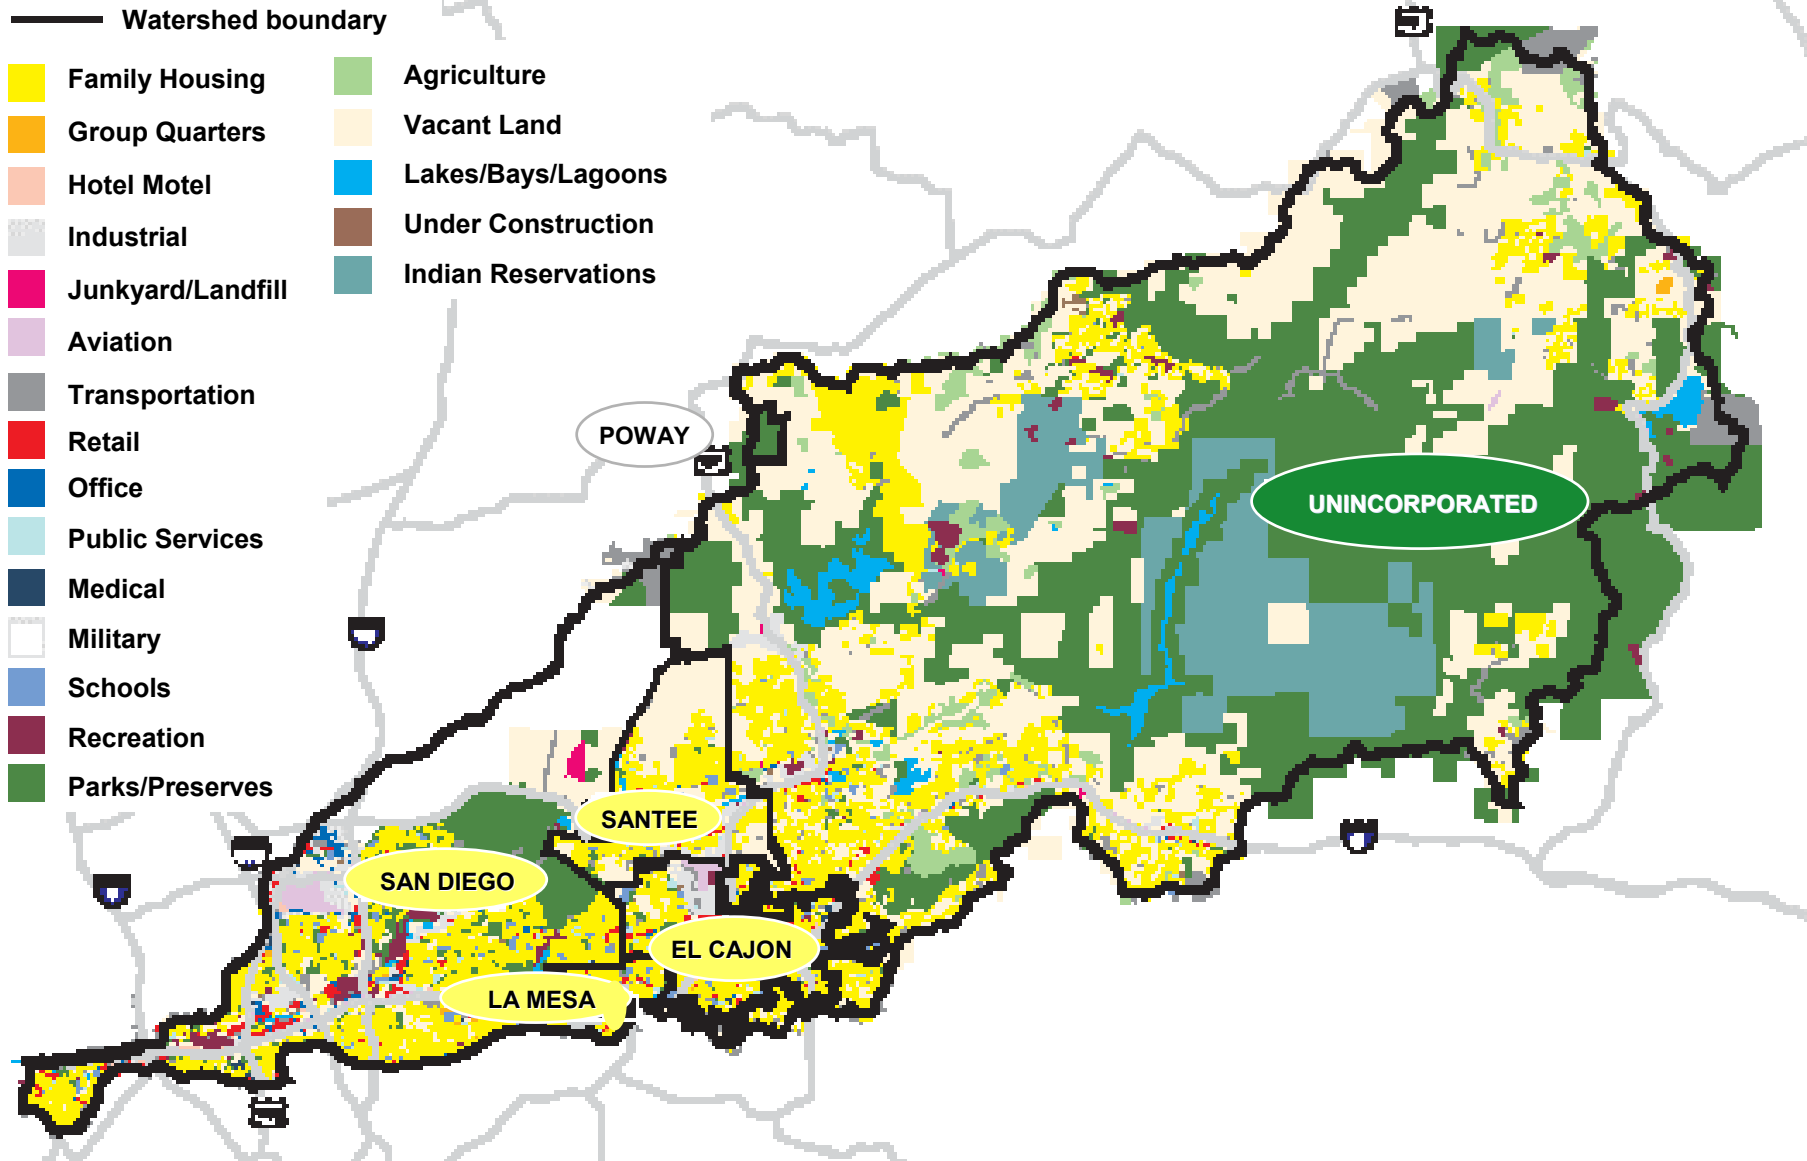 Watershed boundary
Family Housing
Group Quarters
Hotel Motel
Industrial
Junkyard/Landfill
Aviation
Transportation
Retail
Office
Public Services
Medical
Military
Schools
Recreation
Parks/Preserves
Agriculture
Vacant Land
Lakes/Bays/Lagoons
Under Construction
Indian Reservations
POWAY
UNINCORPORATED
SANTEE
SAN DIEGO
EL CAJON
LA MESA